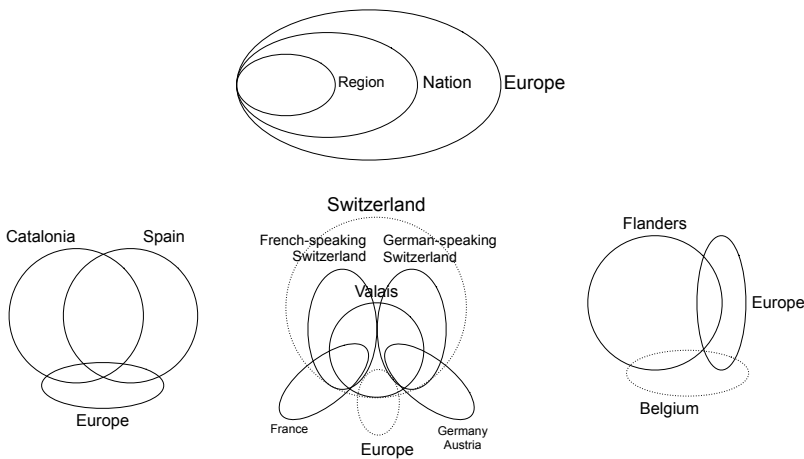 Region
Nation
Europe
Catalonia
Spain
Europe
Switzerland
French-speaking
Switzerland
German-speaking
Switzerland
Valais
France
Europe
Germany
Austria
Flanders
Europe
Belgium